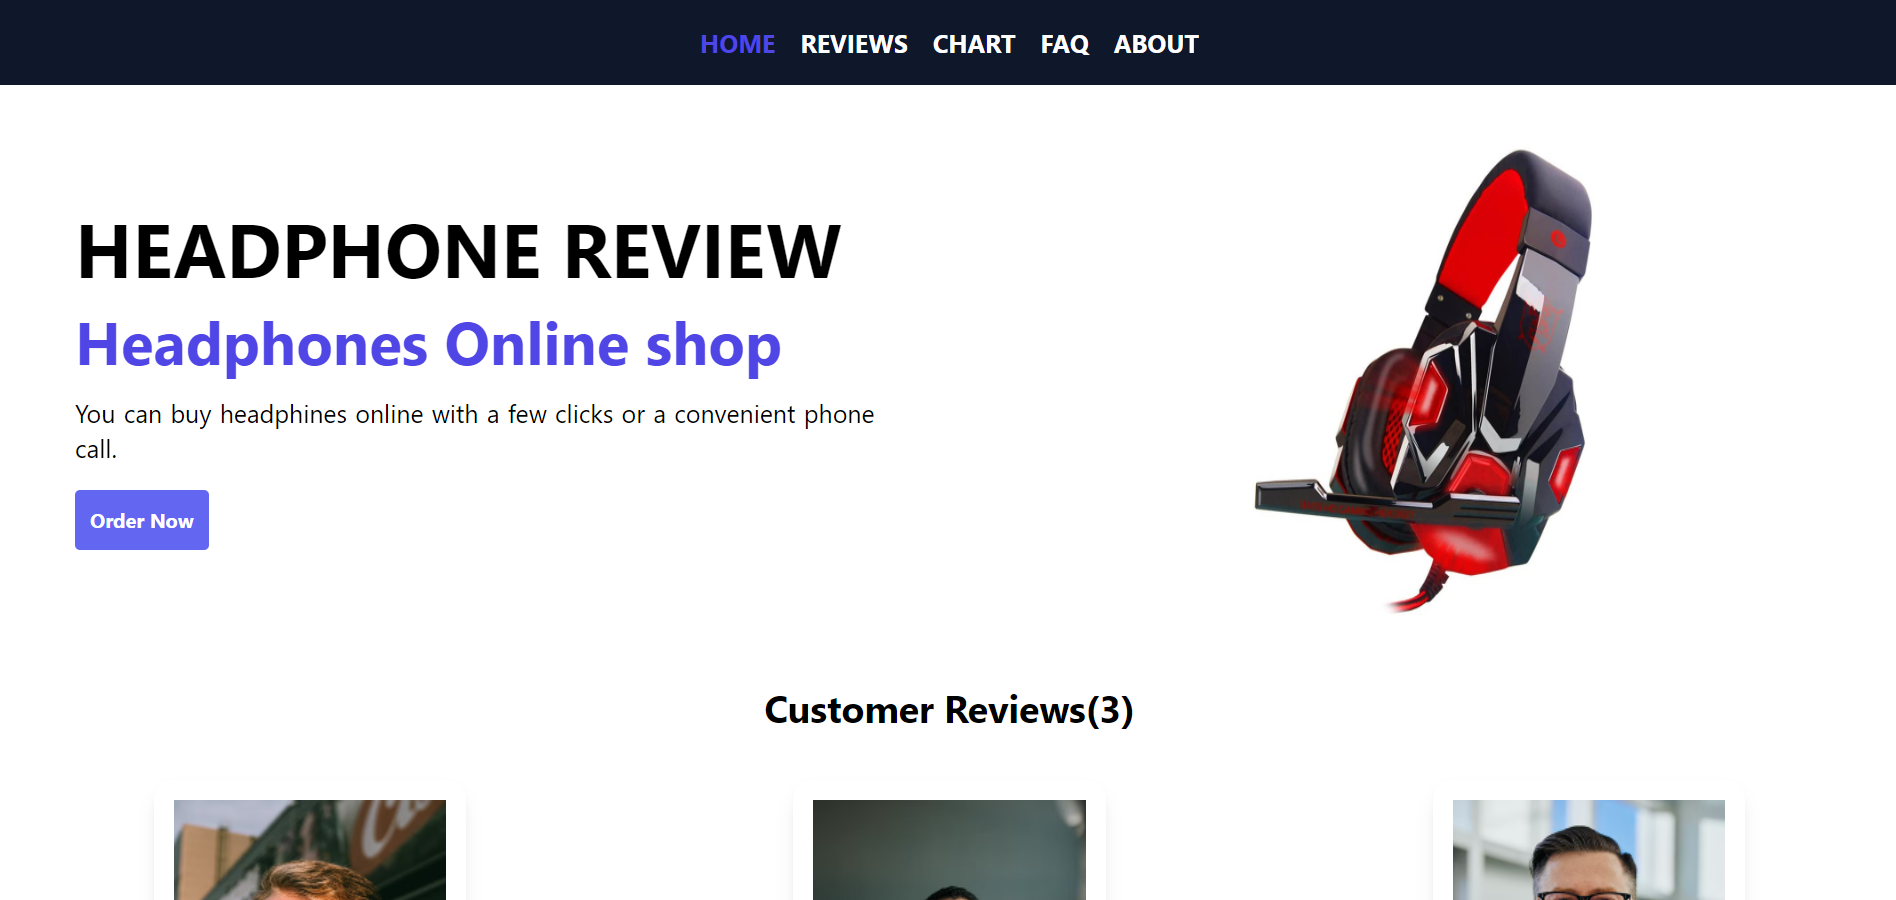 HOME REVIEWS CHART FAQ ABOUT
HEADPHONE REVIEW
Headphones Online shop
You can buy headphines online with a few clicks or a convenient phone
call.
Order Now
Customer Reviews(3)